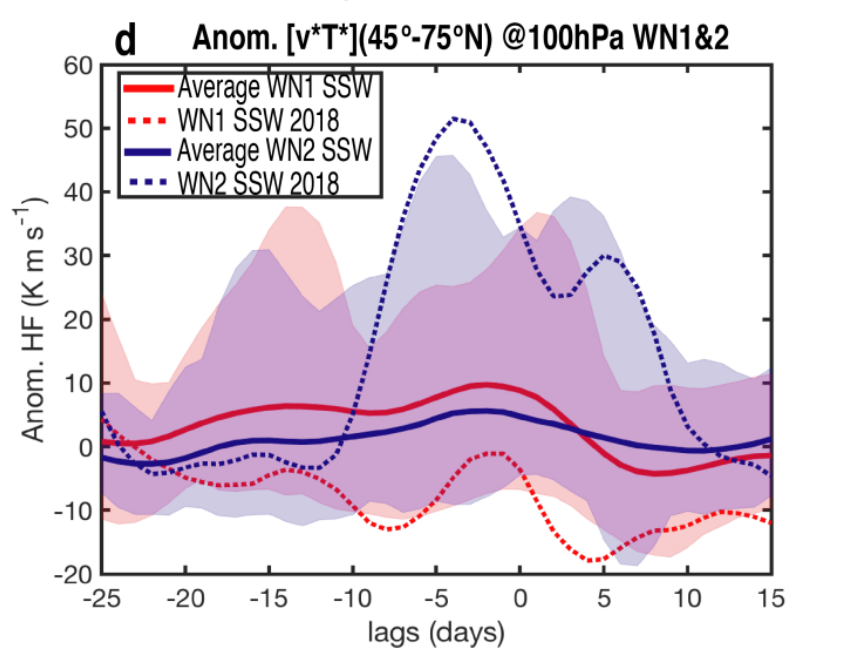 d Anom. [v*T*](45º-75ºN) @100hPa WN1&2
Average WN1 SSW
WN1 SSW 2018
Average WN2 SSW
WN2 SSW 2018
Anom. HF (K m s⁻¹)
60
50
40
30
20
10
0
-10
-20
-25 -20 -15 -10 -5 0 5 10 15
lags (days)